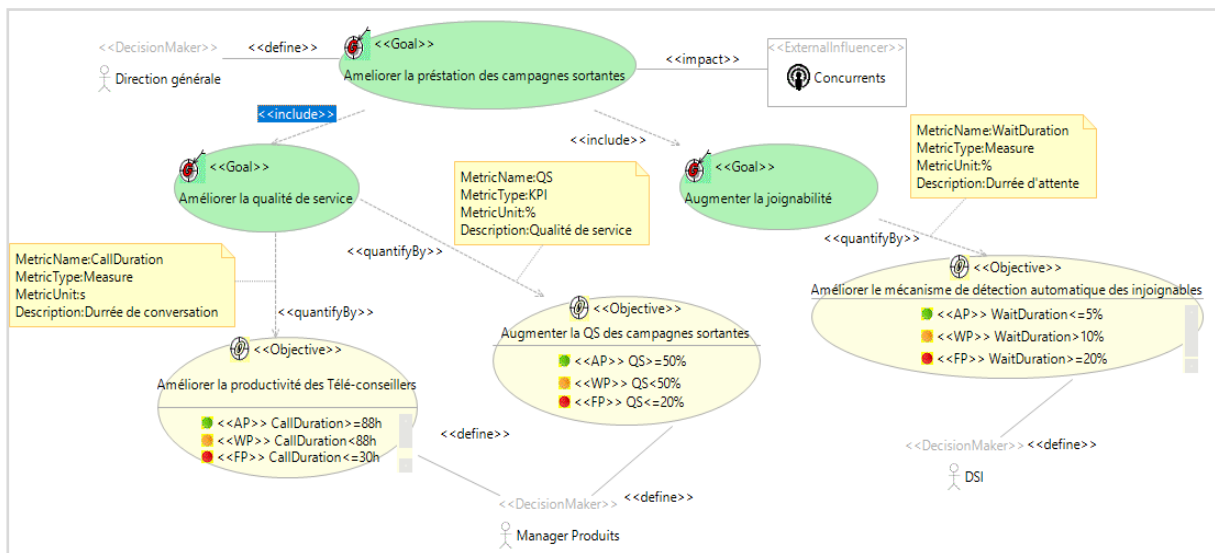 <<DecisionMaker>>
Direction générale
<<define>>
<<Goal>>
Améliorer la préstation des campagnes sortantes
<<impact>>
<<ExternalInfluencer>>
Concurrents
<<include>>
<<include>>
<<Goal>>
Améliorer la qualité de service
MetricName:QS
MetricType:KPI
MetricUnit:%
Description:Qualité de service
<<Goal>>
Augmenter la joignabilité
MetricName:WaitDuration
MetricType:Measure
MetricUnit:%
Description:Durrée d'attente
MetricName:CallDuration
MetricType:Measure
MetricUnit:s
Description:Durrée de conversation
<<quantifyBy>>
<<quantifyBy>>
<<quantifyBy>>
<<Objective>>
Améliorer la productivité des Télé-conseillers
<<AP>> CallDuration>=88h
<<WP>> CallDuration<88h
<<FP>> CallDuration<=30h
<<Objective>>
Augmenter la QS des campagnes sortantes
<<AP>> QS>=50%
<<WP>> QS<50%
<<FP>> QS<=20%
<<Objective>>
Améliorer le mécanisme de détection automatique des injoignables
<<AP>> WaitDuration<=5%
<<WP>> WaitDuration>10%
<<FP>> WaitDuration>=20%
<<define>>
<<DecisionMaker>>
<<define>>
Manager Produits
<<DecisionMaker>>
<<define>>
DSI